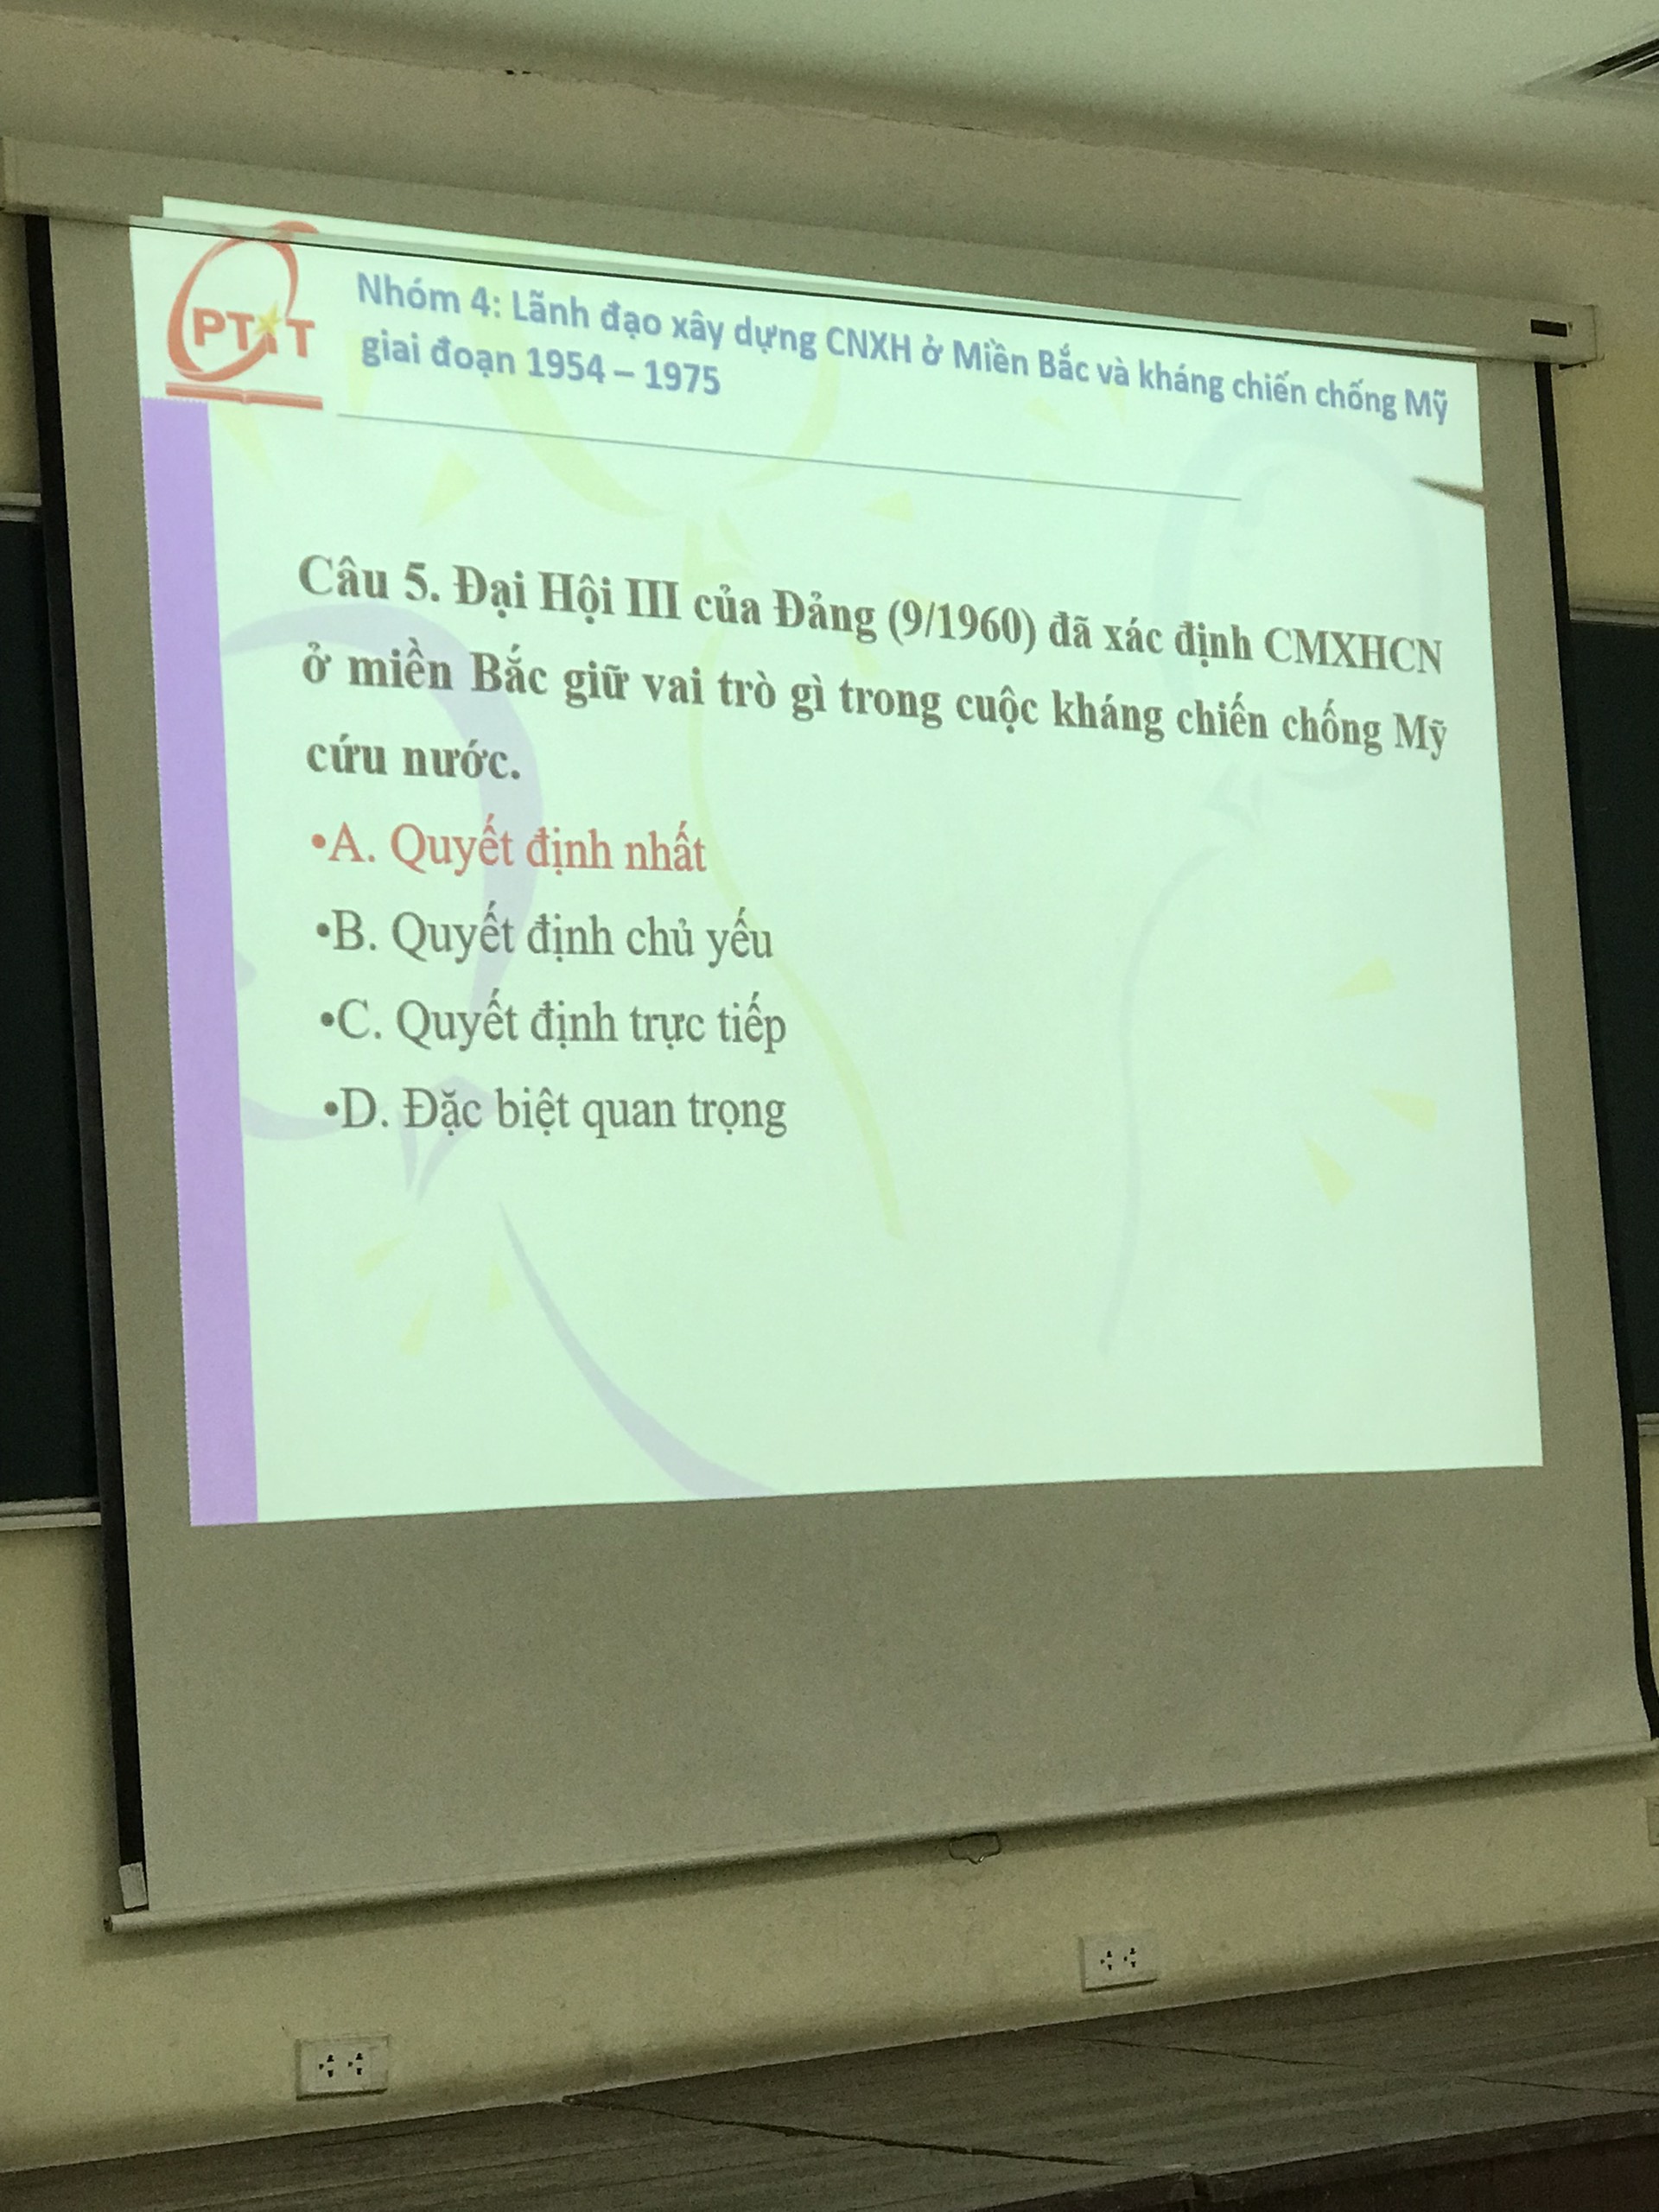 PTiT
Nhóm 4: Lãnh đạo xây dựng CNXH ở Miền Bắc và kháng chiến chống Mỹ
giai đoạn 1954 – 1975
Câu 5. Đại Hội III của Đảng (9/1960) đã xác định CMXHCN
ở miền Bắc giữ vai trò gì trong cuộc kháng chiến chống Mỹ
cứu nước.
•A. Quyết định nhất
•B. Quyết định chủ yếu
•C. Quyết định trực tiếp
•D. Đặc biệt quan trọng